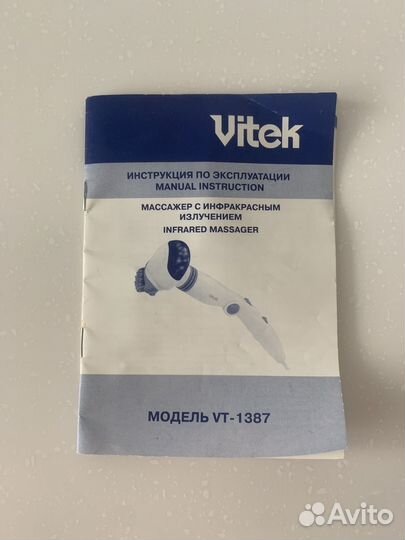 Vitek
ИНСТРУКЦИЯ ПО ЭКСПЛУАТАЦИИ
MANUAL INSTRUCTION
МАССАЖЕР С ИНФРАКРАСНЫМ
ИЗЛУЧЕНИЕМ
INFRARED MASSAGER
МОДЕЛЬ VT-1387
Avito